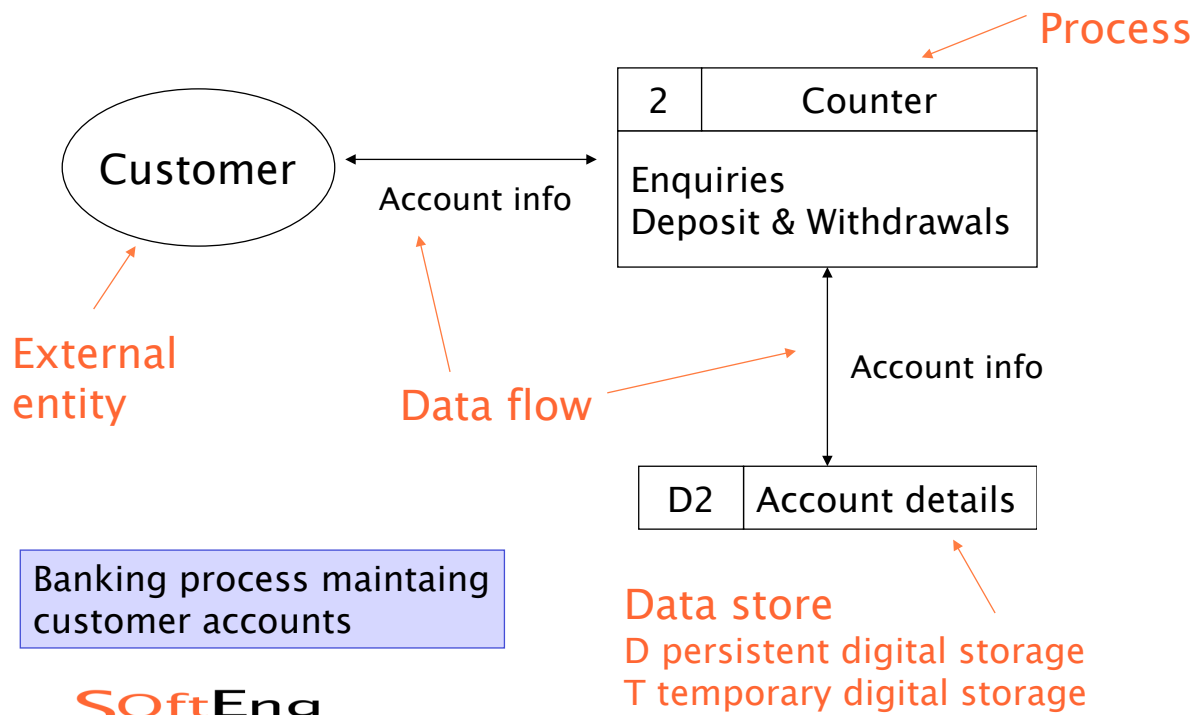 Process
2 Counter
Customer
Account info
Enquiries
Deposit & Withdrawals
External
entity
Data flow
Account info
D2 Account details
Banking process maintaing
customer accounts
Data store
D persistent digital storage
T temporary digital storage
SoftEng